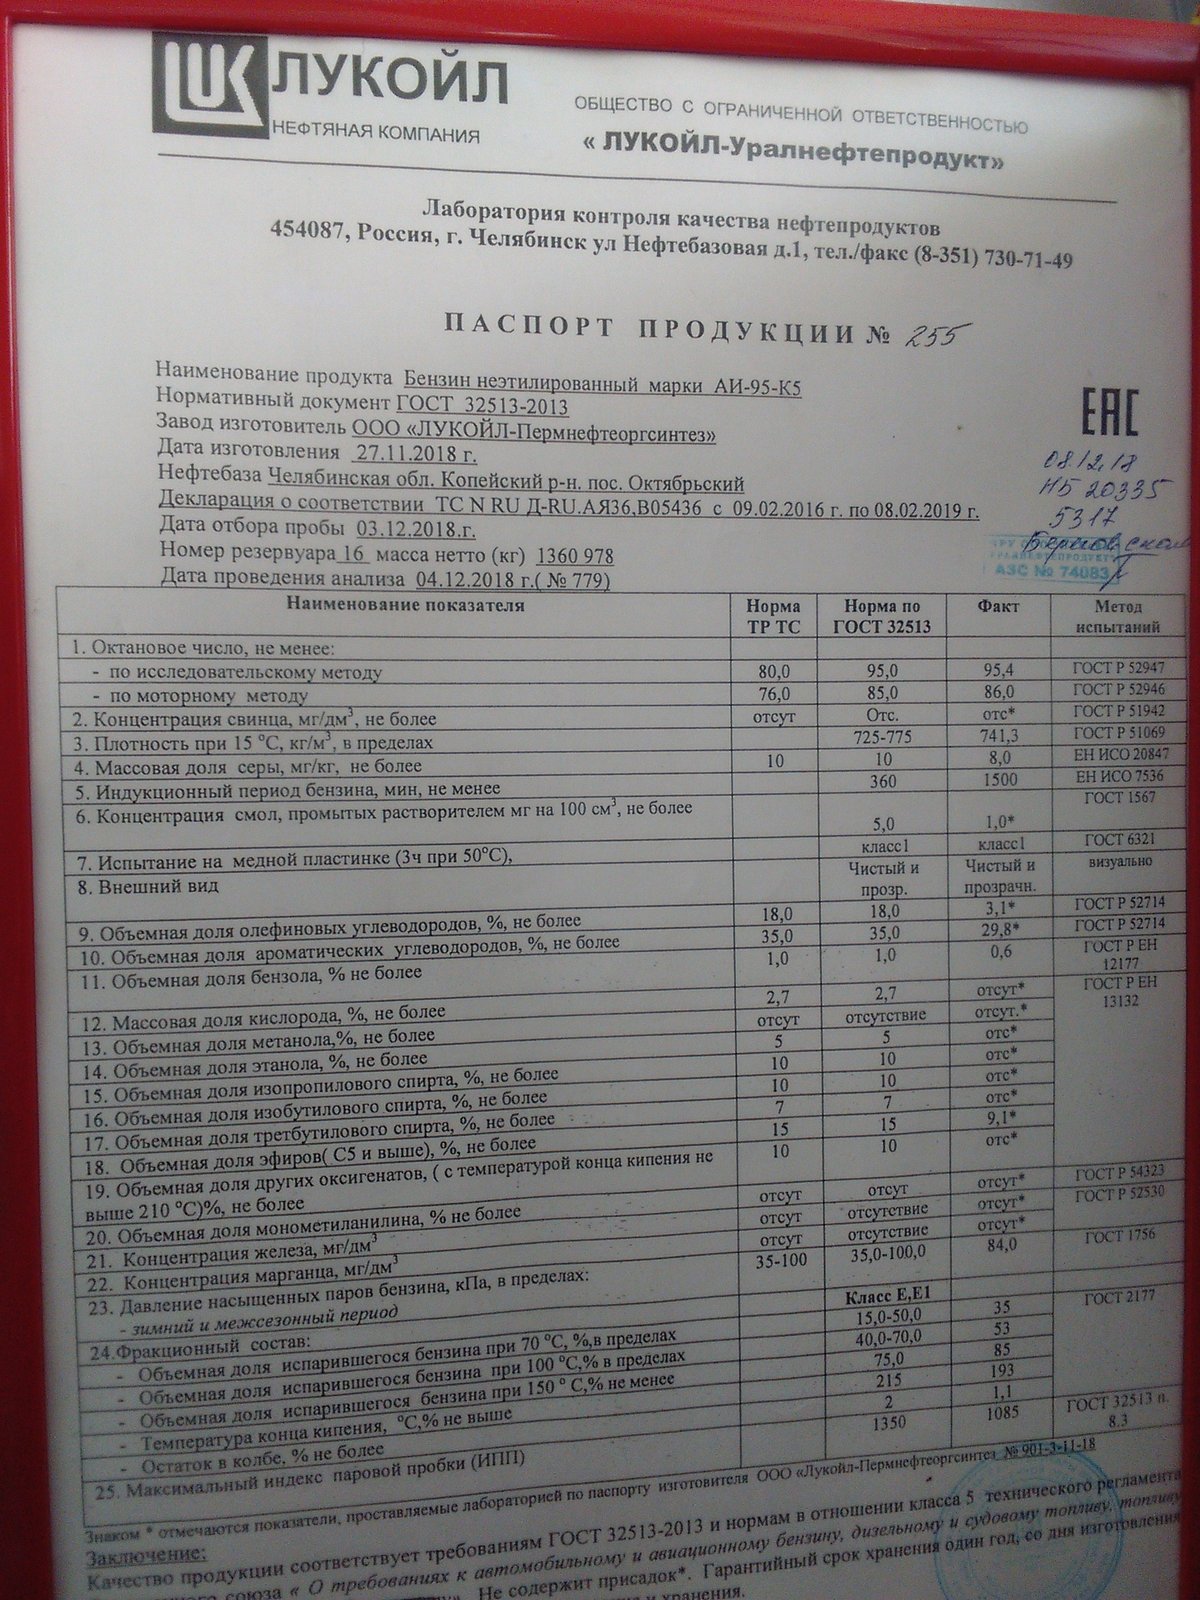 ЛУКОЙЛ
НЕФТЯНАЯ КОМПАНИЯ
ОБЩЕСТВО С ОГРАНИЧЕННОЙ ОТВЕТСТВЕННОСТЬЮ
« ЛУКОЙЛ-Уралнефтепродукт»
Лаборатория контроля качества нефтепродуктов
454087, Россия, г. Челябинск ул Нефтебазовая д.1, тел./факс (8-351) 730-71-49
ПАСПОРТ ПРОДУКЦИИ № 255
Наименование продукта Бензин неэтилированный марки АИ-95-К5
Нормативный документ ГОСТ 32513-2013
Завод изготовитель ООО «ЛУКОЙЛ-Пермнефтеоргсинтез»
Дата изготовления 27.11.2018 г.
Нефтебаза Челябинская обл. Копейский р-н. пос. Октябрьский
Декларация о соответствии ТС N RU Д-RU.АЯ36,В05436 с 09.02.2016 г. по 08.02.2019 г.
Дата отбора пробы 03.12.2018.г.
Номер резервуара 16 масса нетто (кг) 1360 978
Дата проведения анализа 04.12.2018 г.( № 779)
EAC
08.12.18
НБ 20335
5317
АЗС № 74083
Наименование показателя Норма ТР ТС Норма по ГОСТ 32513 Факт Метод испытаний
1. Октановое число, не менее:
- по исследовательскому методу 80,0 95,0 95,4 ГОСТ Р 52947
- по моторному методу 76,0 85,0 86,0 ГОСТ Р 52946
2. Концентрация свинца, мг/дм3, не более отсут Отс. отс* ГОСТ Р 51942
3. Плотность при 15 °С, кг/м3, в пределах 725-775 741,3 ГОСТ Р 51069
4. Массовая доля серы, мг/кг, не более 10 10 8,0 ЕН ИСО 20847
5. Индукционный период бензина, мин, не менее 360 1500 ЕН ИСО 7536
6. Концентрация смол, промытых растворителем мг на 100 см3, не более 5,0 1,0* ГОСТ 1567
7. Испытание на медной пластинке (3ч при 50°С), класс1 класс1 ГОСТ 6321
8. Внешний вид Чистый и прозр. Чистый и прозрачн. визуально
9. Объемная доля олефиновых углеводородов, %, не более 18,0 18,0 3,1* ГОСТ Р 52714
10. Объемная доля ароматических углеводородов, %, не более 35,0 35,0 29,8* ГОСТ Р 52714
11. Объемная доля бензола, % не более 1,0 1,0 0,6 ГОСТ Р ЕН 12177
12. Массовая доля кислорода, %, не более 2,7 2,7 отсут* ГОСТ Р ЕН 13132
13. Объемная доля метанола,%, не более отсут отсутствие отсут.*
14. Объемная доля этанола, %, не более 5 5 отс*
15. Объемная доля изопропилового спирта, %, не более 10 10 отс*
16. Объемная доля изобутилового спирта, %, не более 10 10 отс*
17. Объемная доля третбутилового спирта, %, не более 7 7 отс*
18. Объемная доля эфиров( С5 и выше), %, не более 15 15 9,1*
19. Объемная доля других оксигенатов, ( с температурой конца кипения не 10 10 отс*
выше 210 °С)%, не более
20. Объемная доля монометиланилина, % не более отсут отсут отсут* ГОСТ Р 54323
21. Концентрация железа, мг/дм3 отсут отсутствие отсут* ГОСТ Р 52530
22. Концентрация марганца, мг/дм3 отсут отсутствие отсут*
23. Давление насыщенных паров бензина, кПа, в пределах: 35-100 35,0-100,0 84,0 ГОСТ 1756
- зимний и межсезонный период
24.Фракционный состав: Класс Е,Е1 ГОСТ 2177
- Объемная доля испарившегося бензина при 70 °С, %,в пределах 15,0-50,0 35
- Объемная доля испарившегося бензина при 100 °С,% в пределах 40,0-70,0 53
- Объемная доля испарившегося бензина при 150 ° С,% не менее 75,0 85
- Температура конца кипения, °С,% не выше 215 193
- Остаток в колбе, % не более 2 1,1
25. Максимальный индекс паровой пробки (ИПП) 1350 1085 ГОСТ 32513 п. 8.3
Знаком * отмечаются показатели, проставляемые лабораторией по паспорту изготовителя ООО «Лукойл-Пермнефтеоргсинтез № 901-3-11-18
Заключение:
Качество продукции соответствует требованиям ГОСТ 32513-2013 и нормам в отношении класса 5 технического регламента
союза « О требованиях к автомобильному и авиационному бензину, дизельному и судовому топливу, топливу
Не содержит присадок*. Гарантийный срок хранения один год, со дня изготовления
и хранения.